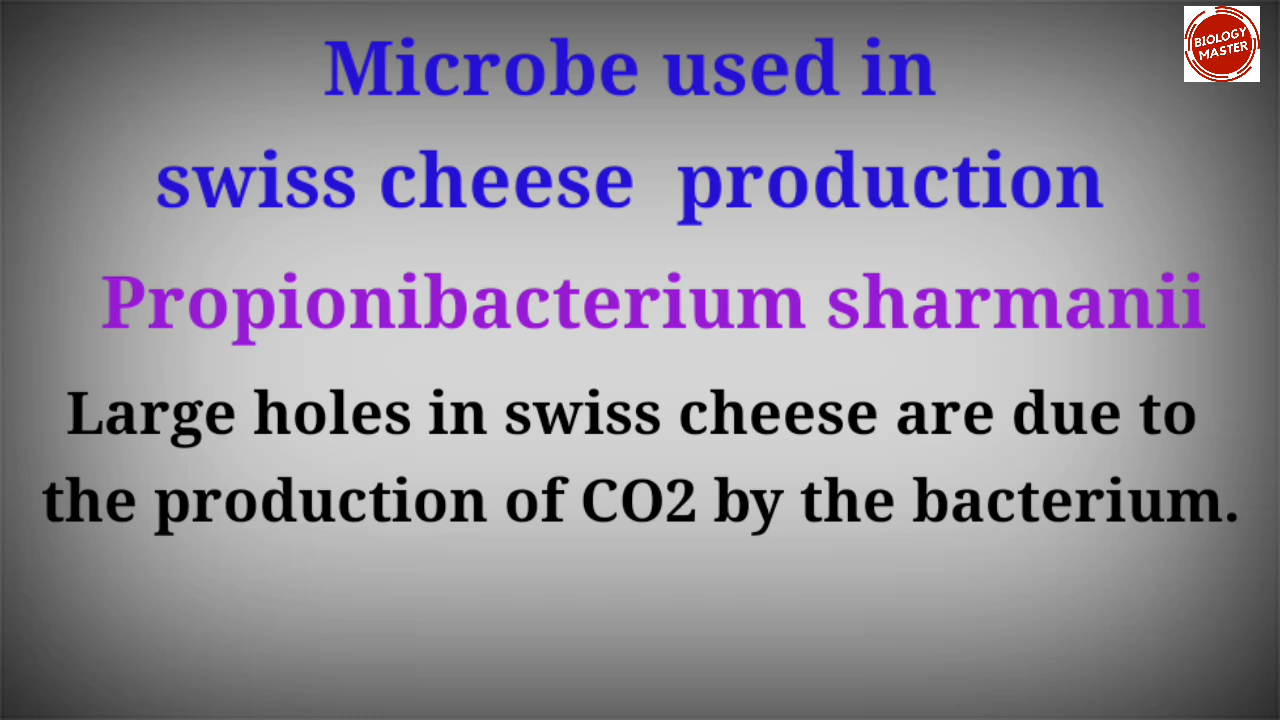 BIOLOGY
MASTER
Microbe used in
swiss cheese production
Propionibacterium sharmanii
Large holes in swiss cheese are due to
the production of CO2 by the bacterium.